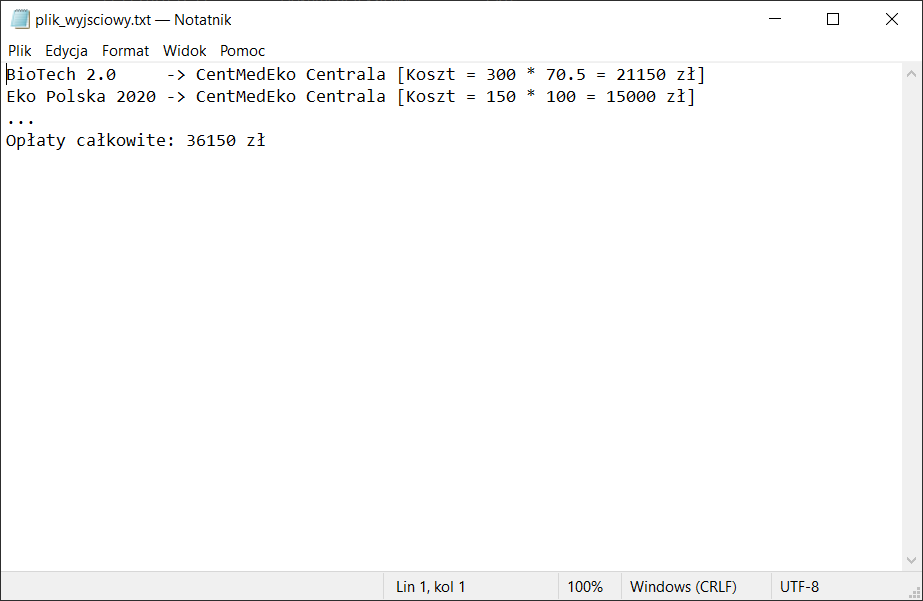 plik_wyjsciowy.txt — Notatnik
Plik Edycja Format Widok Pomoc
BioTech 2.0     -> CentMedEko Centrala [Koszt = 300 * 70.5 = 21150 zł]
Eko Polska 2020 -> CentMedEko Centrala [Koszt = 150 * 100 = 15000 zł]
...
Opłaty całkowite: 36150 zł
Lin 1, kol 1 100% Windows (CRLF) UTF-8